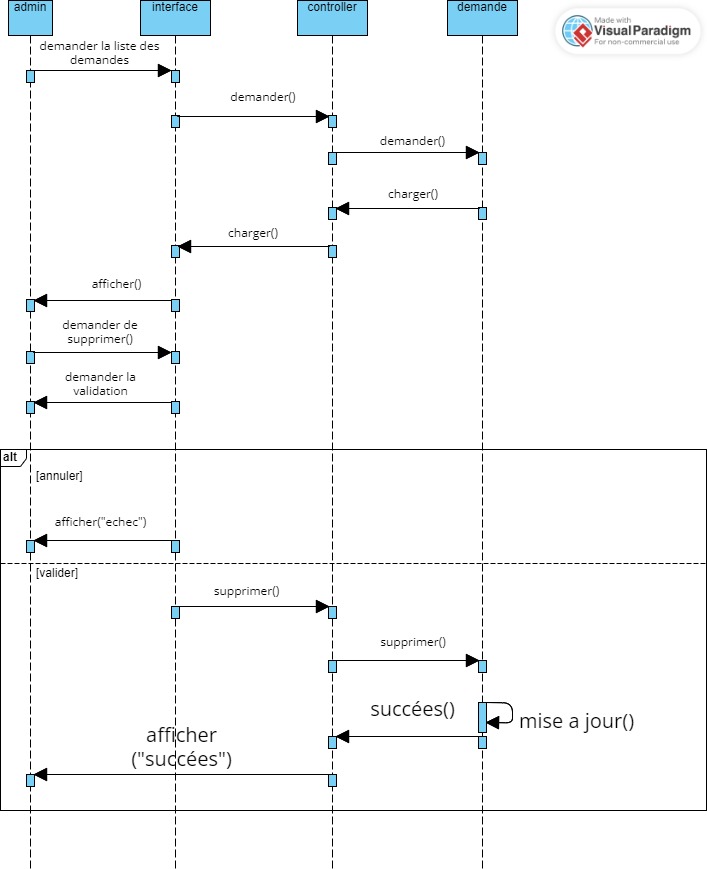 admin
interface
controller
demande
Made with
VisualParadigm
For non-commercial use
demander la liste des
demandes
demander()
demander()
charger()
charger()
afficher()
demander de
supprimer()
demander la
validation
alt
[annuler]
afficher("echec")
[valider]
supprimer()
supprimer()
succées()
mise a jour()
afficher
("succées")